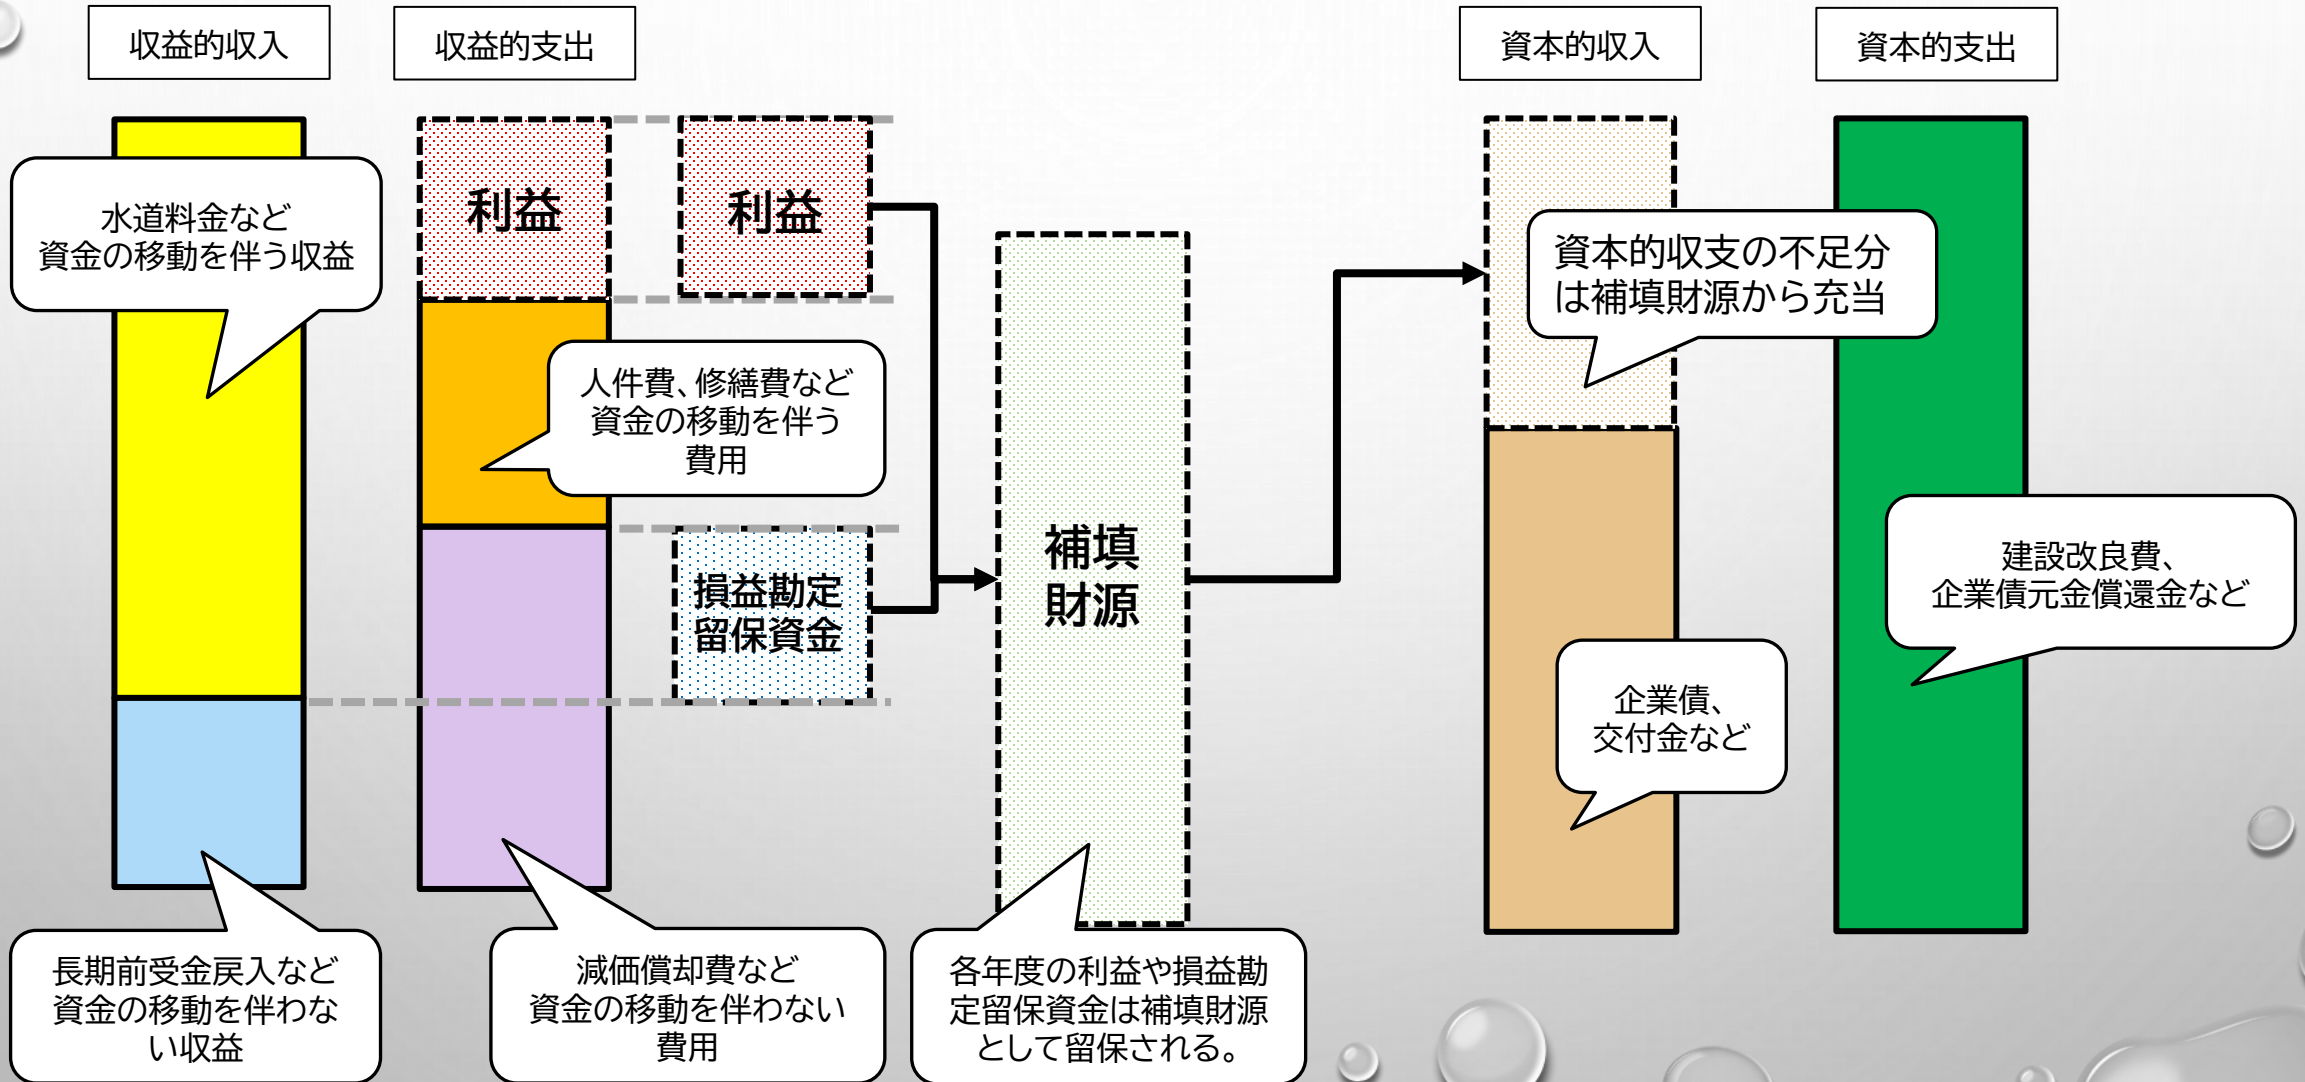 収益的収入
収益的支出
資本的収入
資本的支出
水道料金など
資金の移動を伴う収益
利益
利益
資本的収支の不足分
は補填財源から充当
人件費、修繕費など
資金の移動を伴う
費用
損益勘定
留保資金
補填
財源
建設改良費、
企業債元金償還金など
企業債、
交付金など
長期前受金戻入など
資金の移動を伴わな
い収益
減価償却費など
資金の移動を伴わない
費用
各年度の利益や損益勘
定留保資金は補填財源
として留保される。